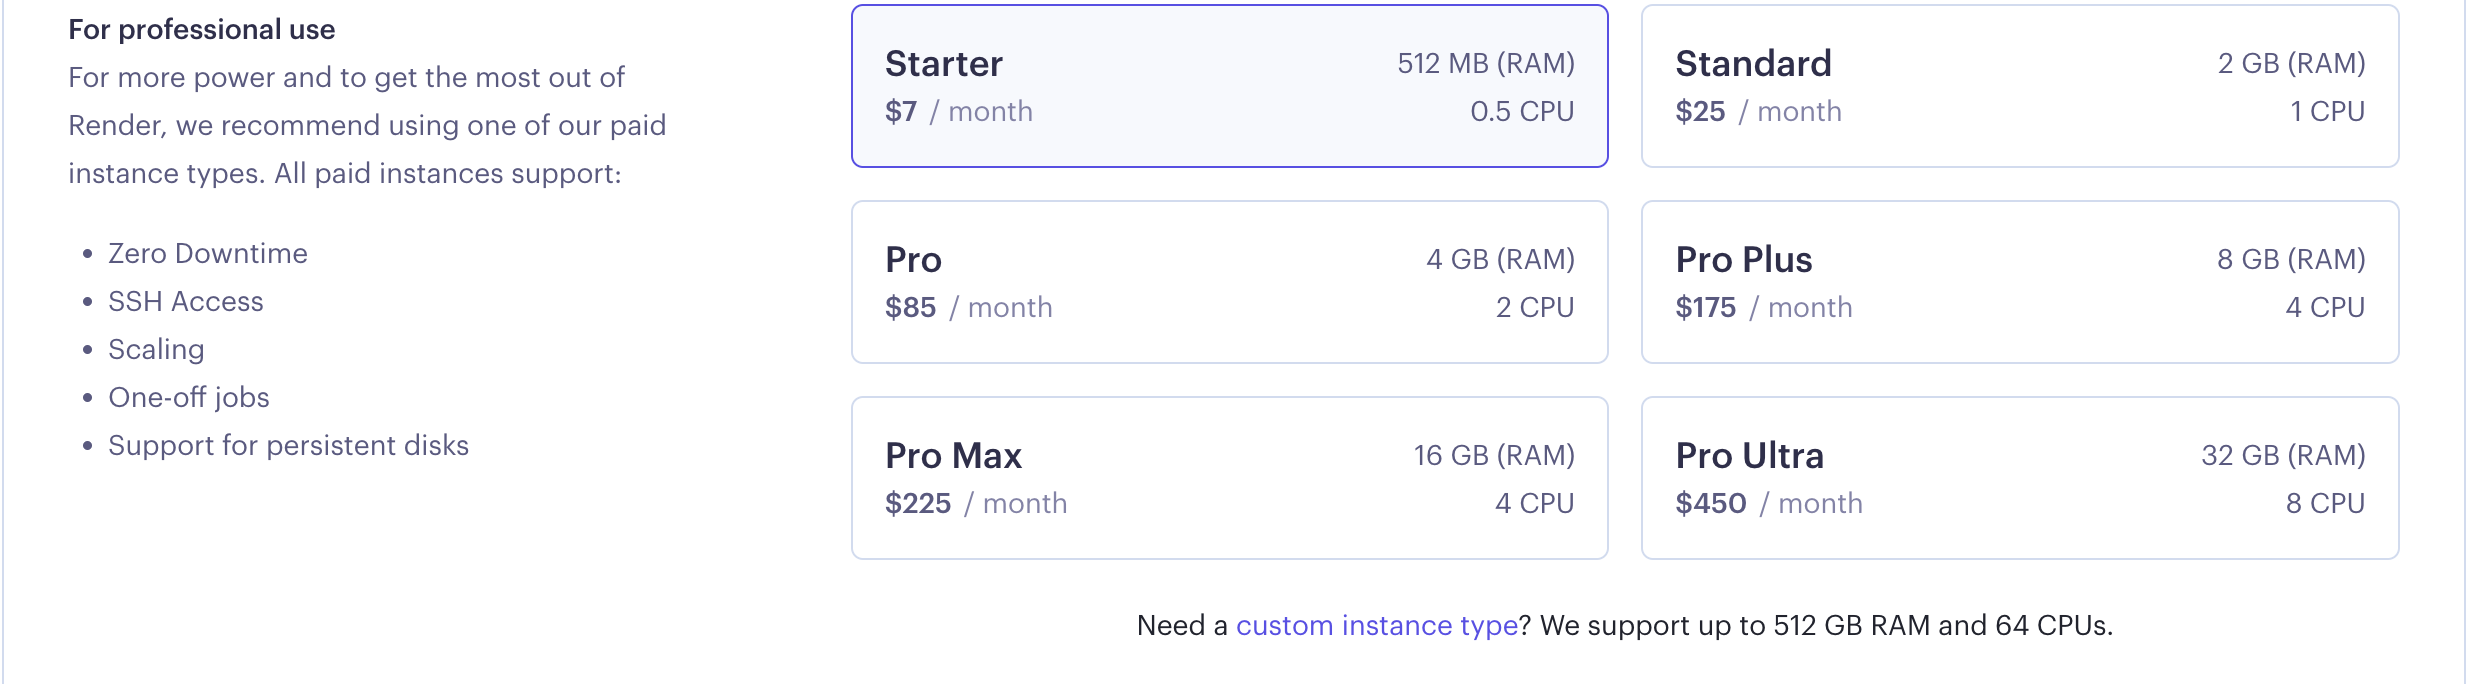 For professional use
For more power and to get the most out of
Render, we recommend using one of our paid
instance types. All paid instances support:
• Zero Downtime
• SSH Access
• Scaling
• One-off jobs
• Support for persistent disks
Starter 512 MB (RAM)
$7 / month 0.5 CPU
Standard 2 GB (RAM)
$25 / month 1 CPU
Pro 4 GB (RAM)
$85 / month 2 CPU
Pro Plus 8 GB (RAM)
$175 / month 4 CPU
Pro Max 16 GB (RAM)
$225 / month 4 CPU
Pro Ultra 32 GB (RAM)
$450 / month 8 CPU
Need a custom instance type? We support up to 512 GB RAM and 64 CPUs.